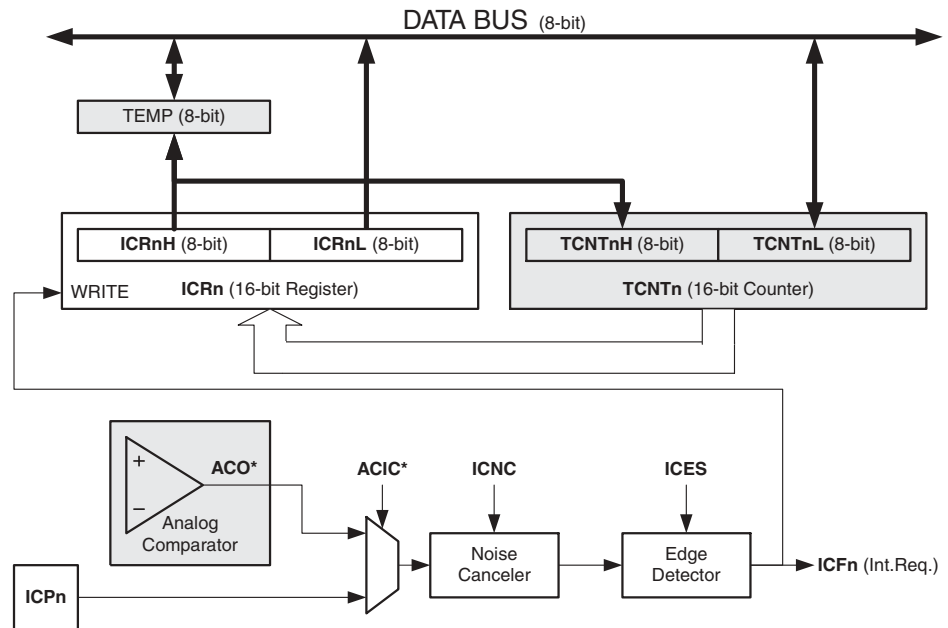 DATA BUS (8-bit)
TEMP (8-bit)
ICRnH (8-bit)
ICRnL (8-bit)
TCNTnH (8-bit)
TCNTnL (8-bit)
WRITE
ICRn (16-bit Register)
TCNTn (16-bit Counter)
+
ACO*
−
Analog
Comparator
ACIC*
ICNC
ICES
Noise
Canceler
Edge
Detector
ICFn (Int.Req.)
ICPn